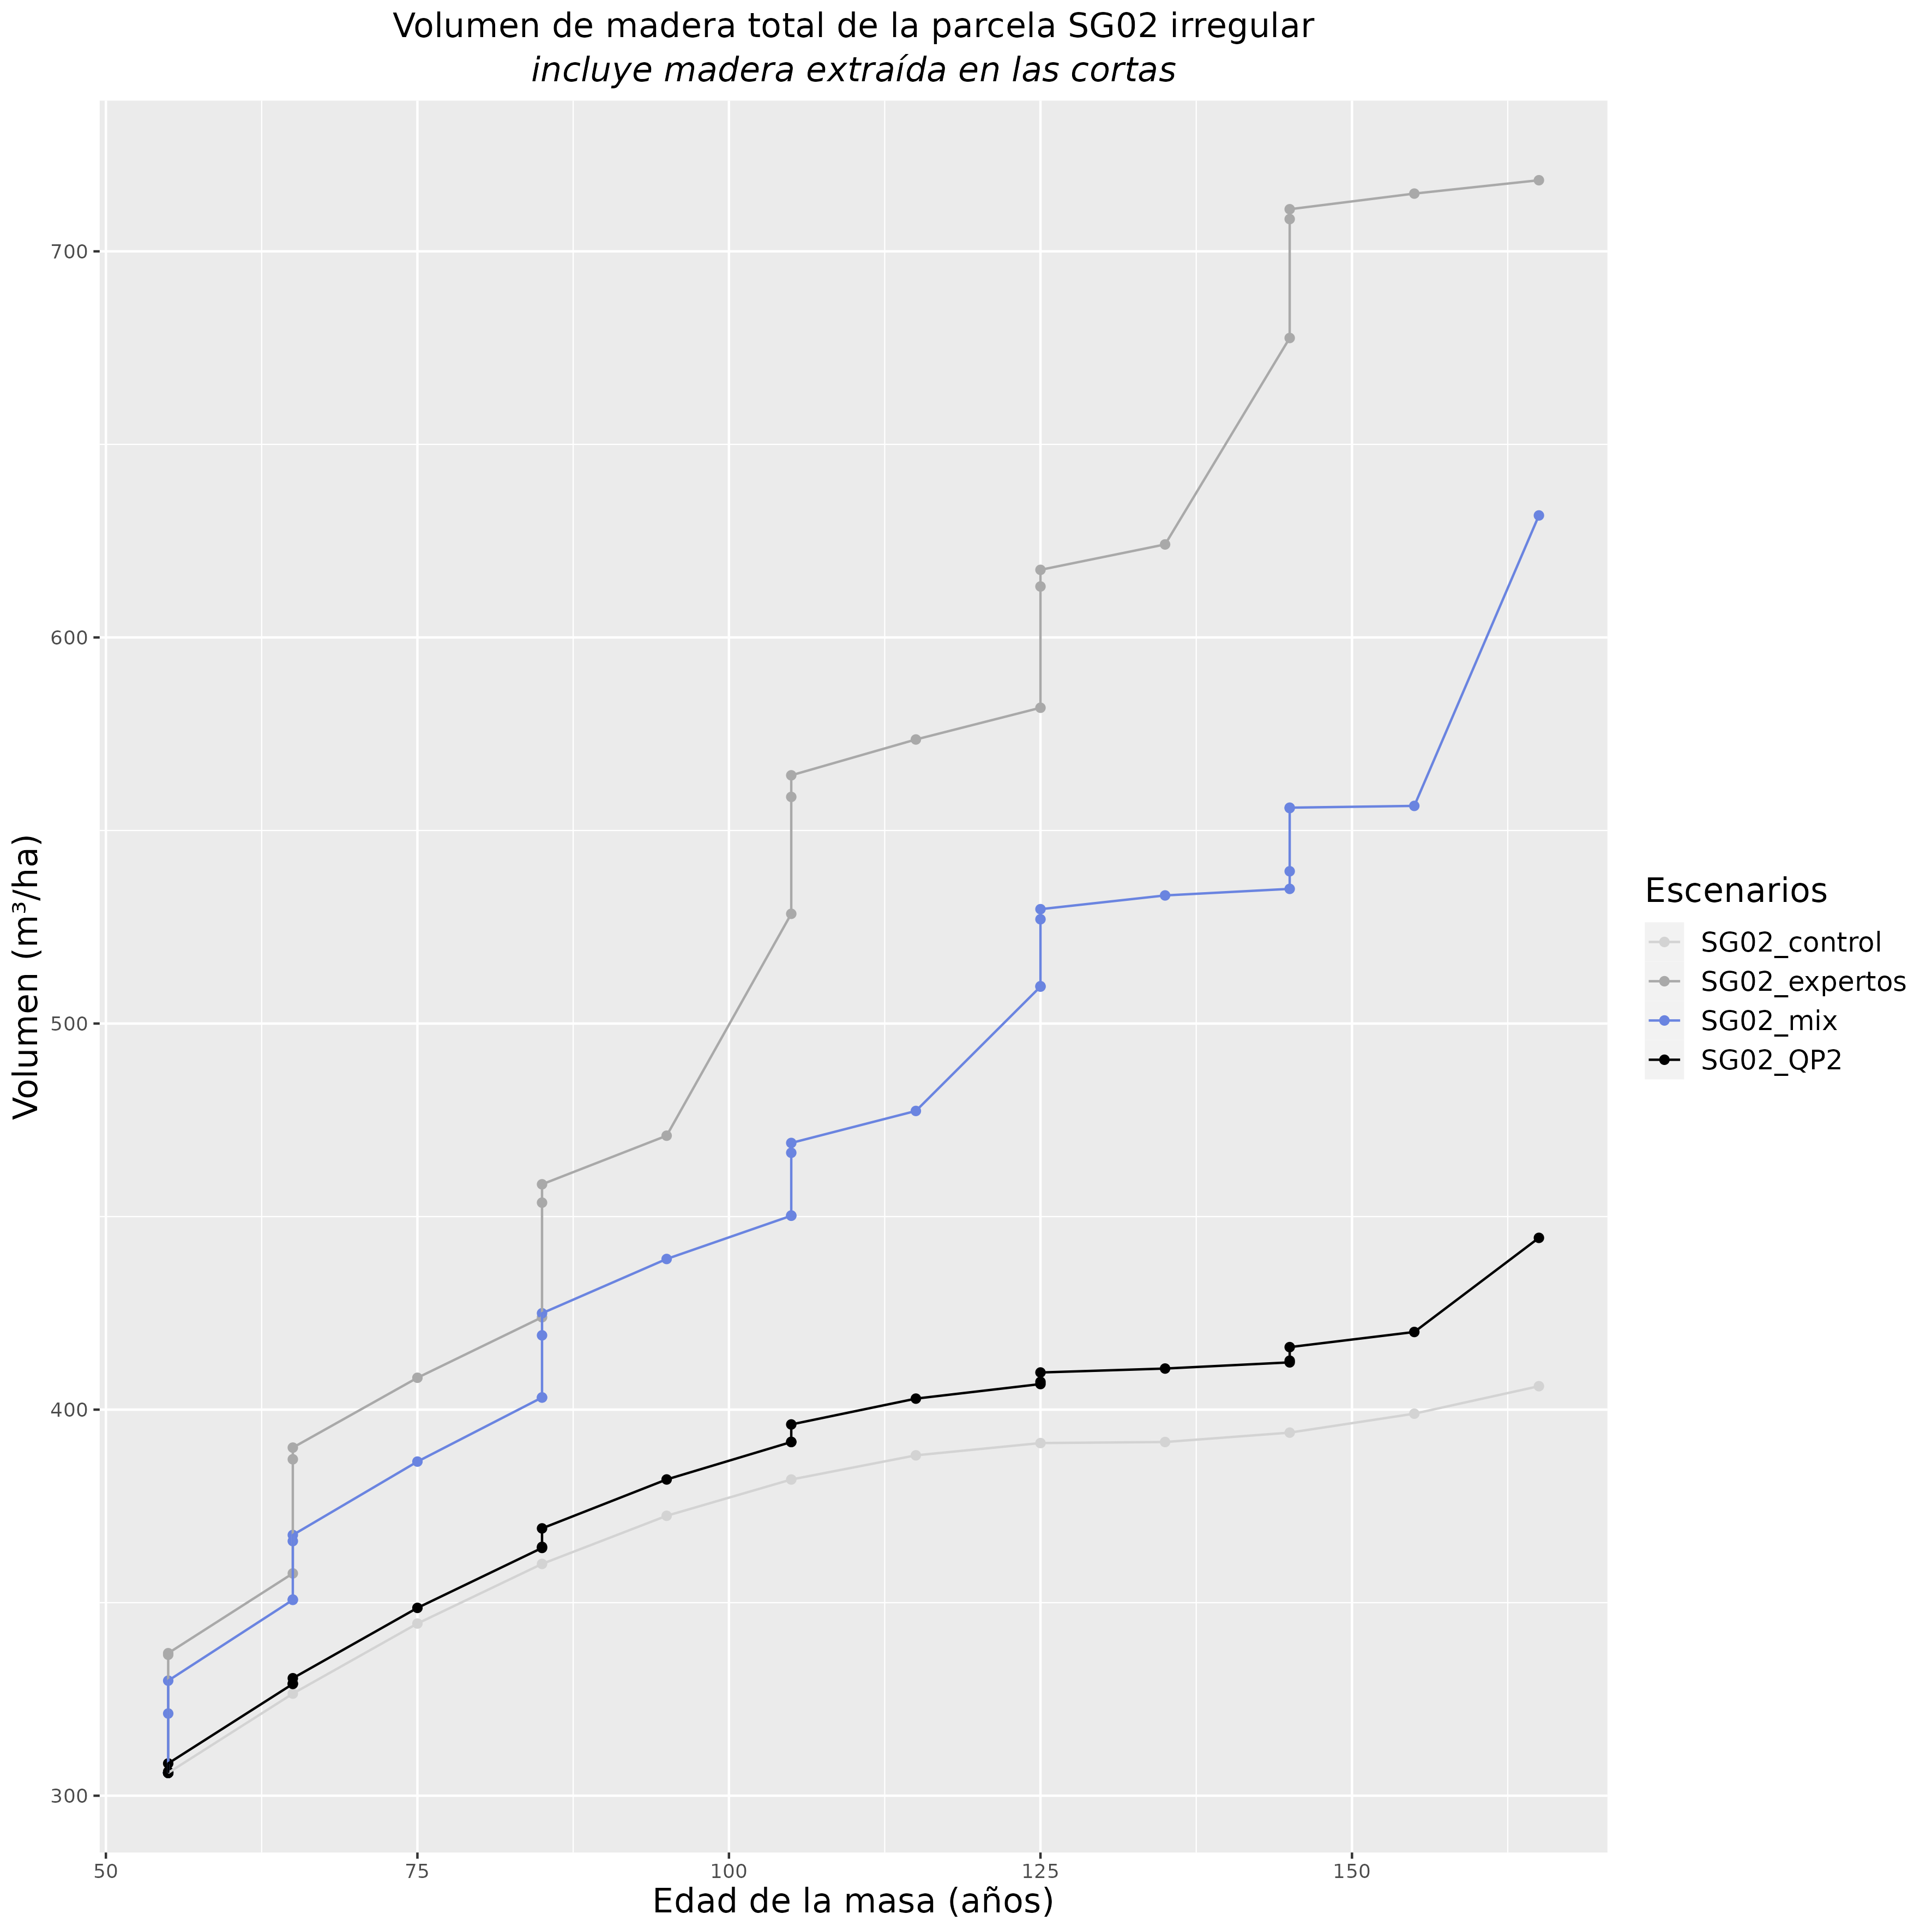 Volumen de madera total de la parcela SG02 irregular
incluye madera extraída en las cortas
Volumen (m³/ha)
700
600
500
400
300
50 75 100 125 150
Edad de la masa (años)
Escenarios
SG02_control
SG02_expertos
SG02_mix
SG02_QP2